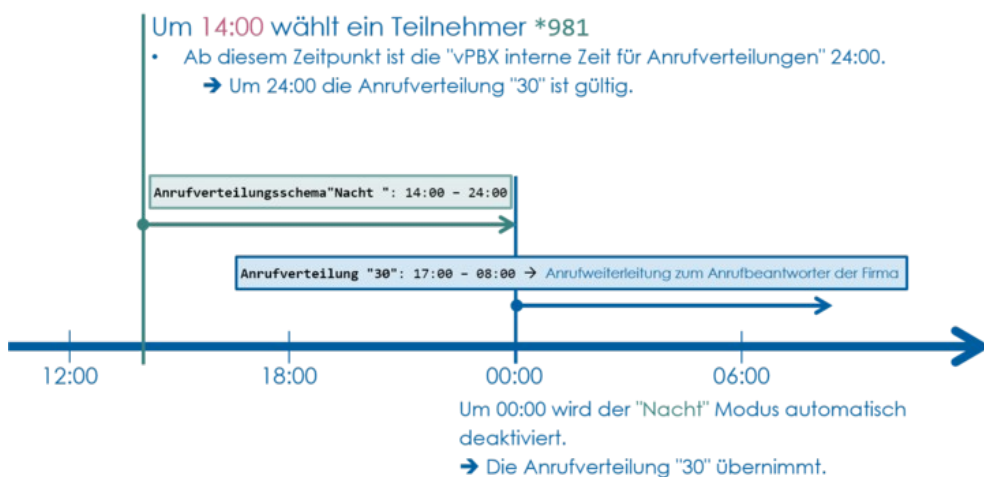 Um 14:00 wählt ein Teilnehmer *981
• Ab diesem Zeitpunkt ist die "vPBX interne Zeit für Anrufverteilungen" 24:00.
➔ Um 24:00 die Anrufverteilung "30" ist gültig.
Anrufverteilungsschema"Nacht ": 14:00 – 24:00
Anrufverteilung "30": 17:00 – 08:00 → Anrufweiterleitung zum Anrufbeantworter der Firma
12:00 18:00 00:00 06:00
Um 00:00 wird der "Nacht" Modus automatisch
deaktiviert.
➔ Die Anrufverteilung "30" übernimmt.